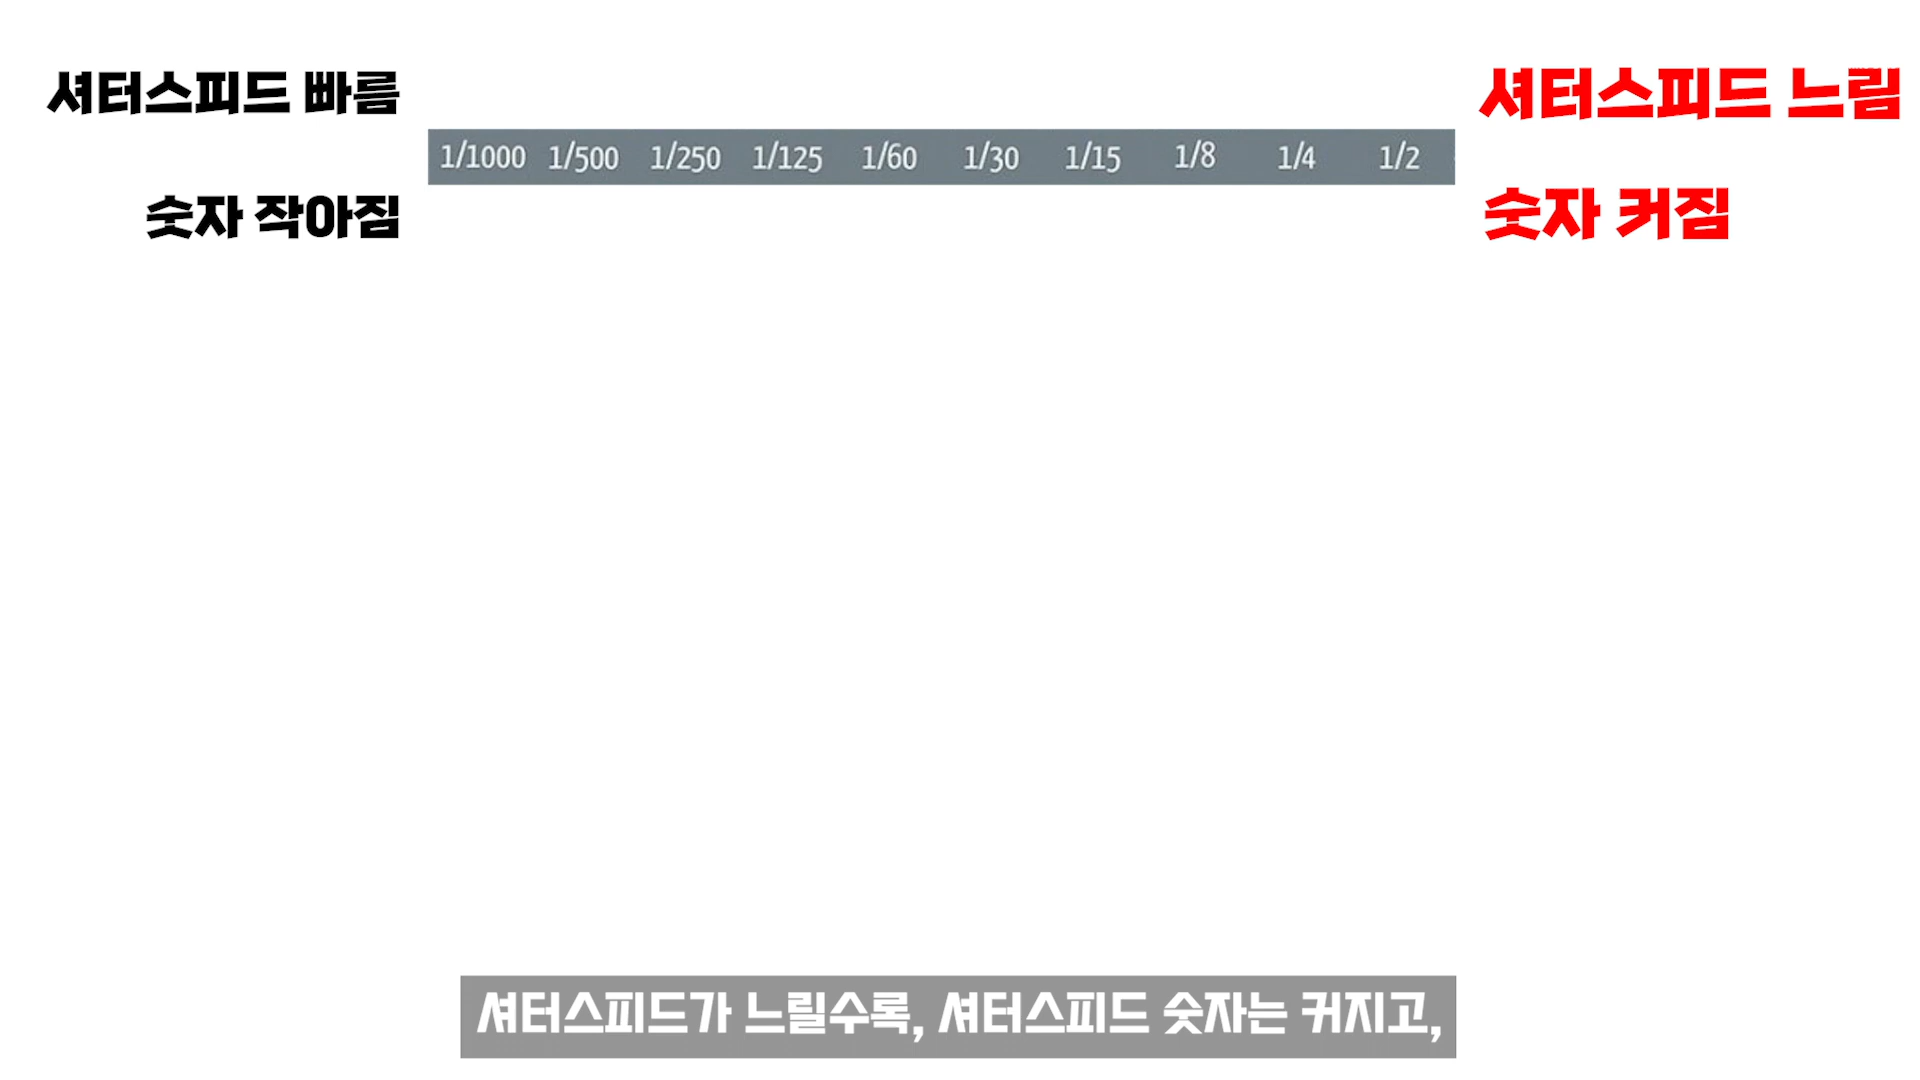 셔터스피드 빠름
셔터스피드 느림
1/1000 1/500 1/250 1/125 1/60 1/30 1/15 1/8 1/4 1/2
숫자 작아짐
숫자 커짐
셔터스피드가 느릴수록, 셔터스피드 숫자는 커지고,